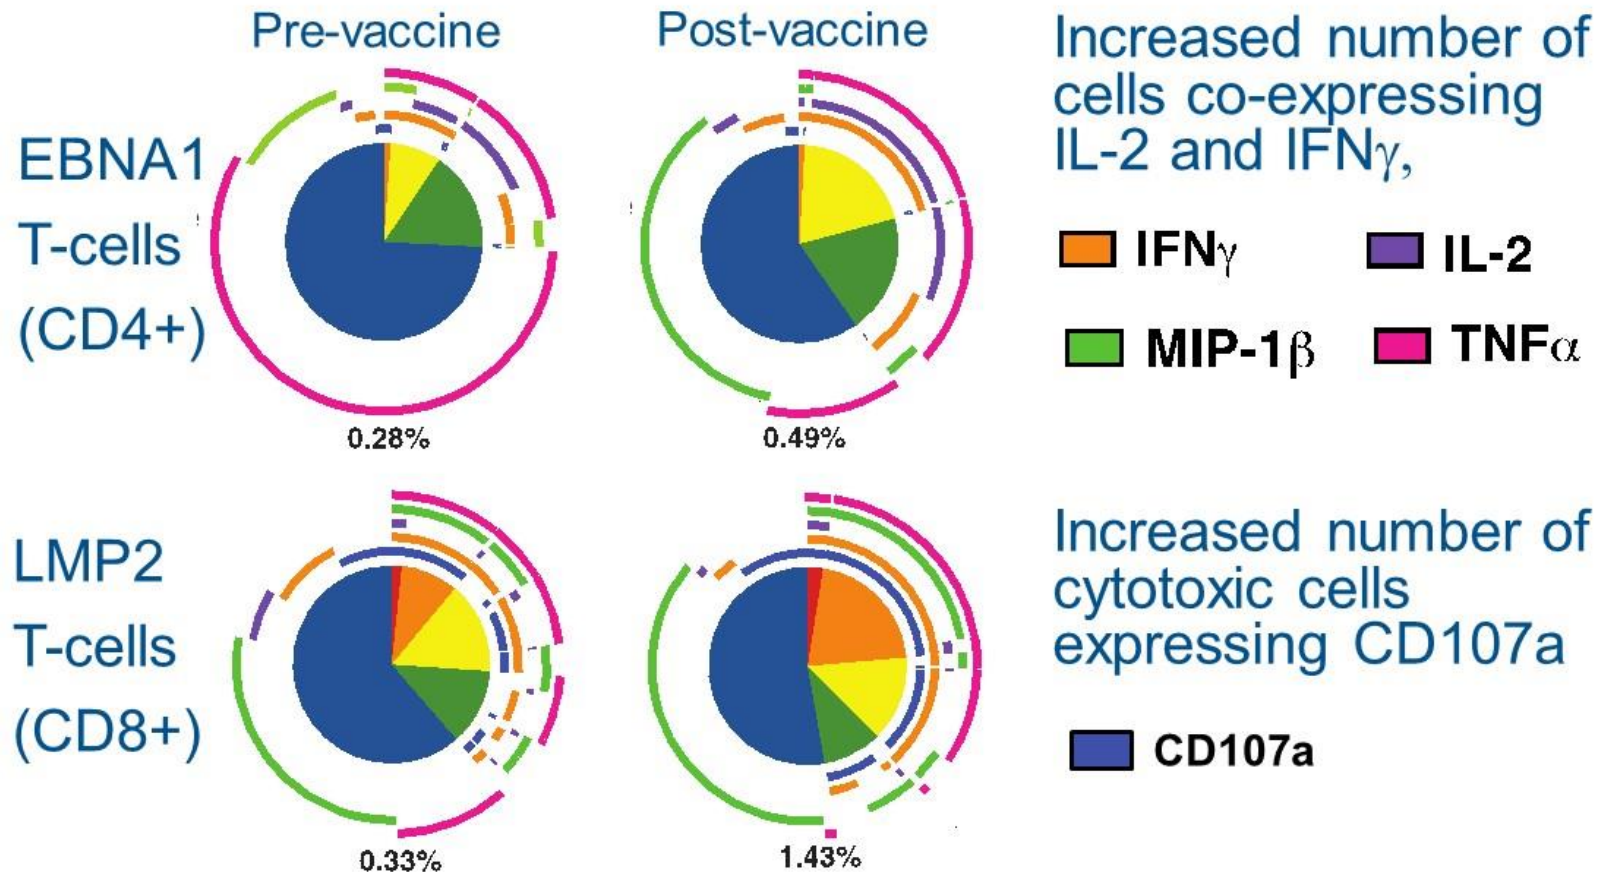 Pre-vaccine
Post-vaccine
Increased number of
cells co-expressing
IL-2 and IFNγ,
EBNA1
T-cells
(CD4+)
IFNγ
IL-2
MIP-1β
TNFα
0.28%
0.49%
LMP2
T-cells
(CD8+)
Increased number of
cytotoxic cells
expressing CD107a
CD107a
0.33%
1.43%